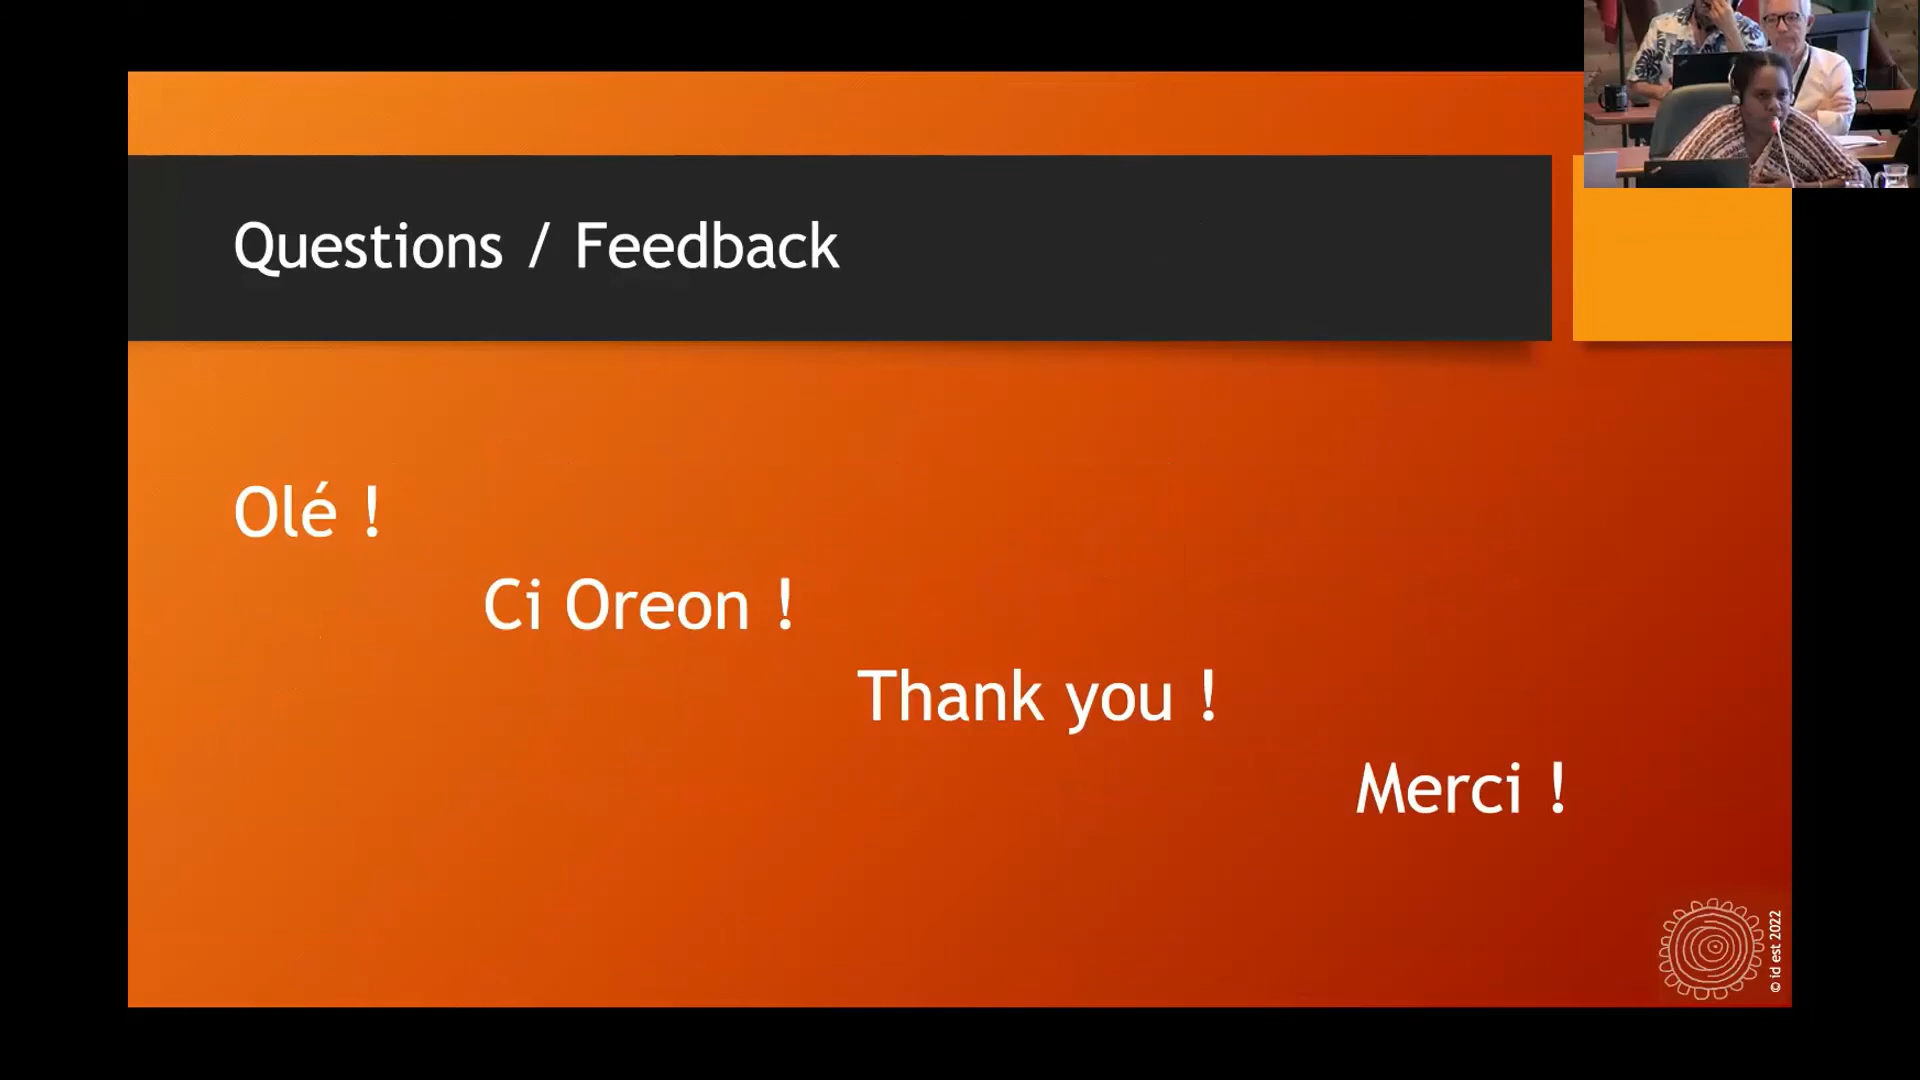 Questions / Feedback
Olé !
Ci Oreon !
Thank you !
Merci !
© id est 2022